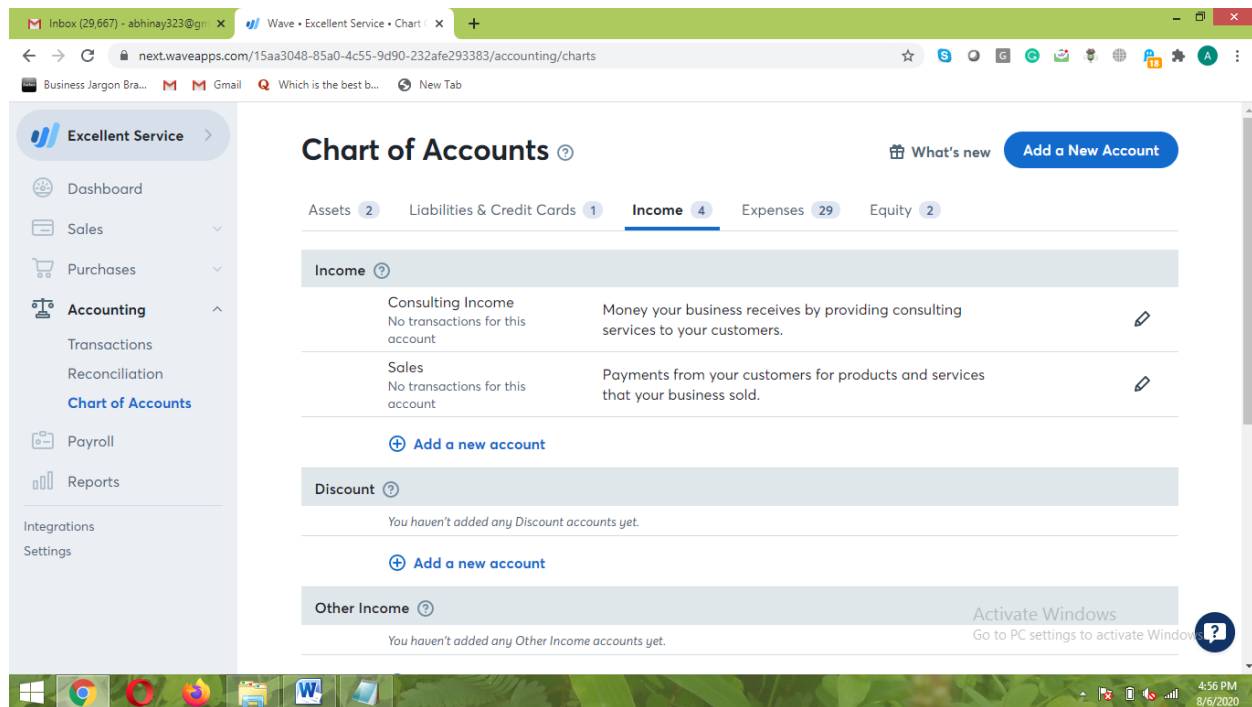 Inbox (29,667) - abhinay323@gm
Wave • Excellent Service • Chart
next.waveapps.com/15aa3048-85a0-4c55-9d90-232afe293383/accounting/charts
18
A
Business Jargon Bra...
Gmail
Which is the best b...
New Tab
Excellent Service
Dashboard
Sales
Purchases
Accounting
Transactions
Reconciliation
Chart of Accounts
Payroll
Reports
Integrations
Settings
Chart of Accounts
What's new
Add a New Account
Assets 2 Liabilities & Credit Cards 1 Income 4 Expenses 29 Equity 2
Income
Consulting Income
No transactions for this
account
Money your business receives by providing consulting
services to your customers.
Sales
No transactions for this
account
Payments from your customers for products and services
that your business sold.
Add a new account
Discount
You haven't added any Discount accounts yet.
Add a new account
Other Income
You haven't added any Other Income accounts yet.
Activate Windows
Go to PC settings to activate Windows
4:56 PM
8/6/2020